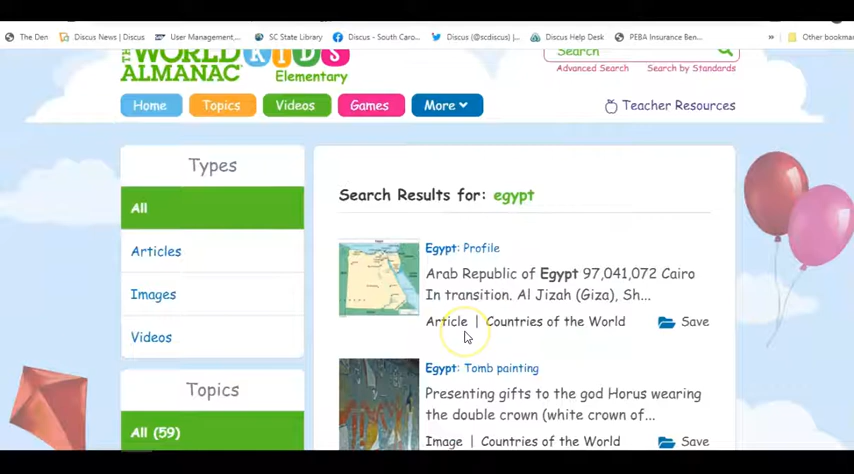 The Den
Discus News | Discus
User Management,...
SC State Library
Discus - South Caro...
Discus (@scdiscus) |...
Discus Help Desk
PEBA Insurance Ben...
»
Other bookmar
THE WORLD ALMANAC KIDS
Elementary
Search
Advanced Search
Search by Standards
Home
Topics
Videos
Games
More
Teacher Resources
Types
All
Articles
Images
Videos
Topics
All (59)
Search Results for: egypt
Egypt: Profile
Arab Republic of Egypt 97,041,072 Cairo
In transition. Al Jizah (Giza), Sh...
Article | Countries of the World
Save
Egypt: Tomb painting
Presenting gifts to the god Horus wearing
the double crown (white crown of...
Image | Countries of the World
Save